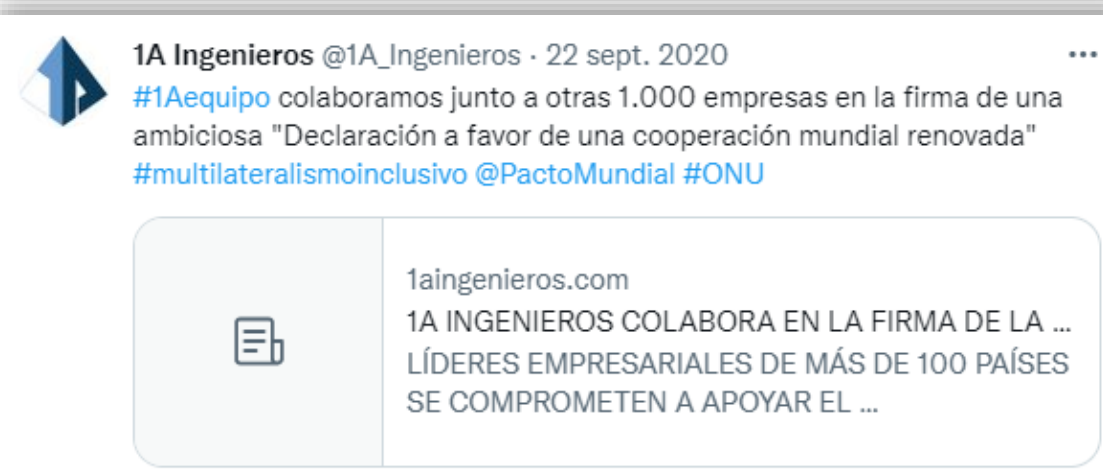 1A Ingenieros @1A_Ingenieros · 22 sept. 2020
#1Aequipo colaboramos junto a otras 1.000 empresas en la firma de una
ambiciosa "Declaración a favor de una cooperación mundial renovada"
#multilateralismoinclusivo @PactoMundial #ONU
1aingenieros.com
1A INGENIEROS COLABORA EN LA FIRMA DE LA ...
LÍDERES EMPRESARIALES DE MÁS DE 100 PAÍSES
SE COMPROMETEN A APOYAR EL ...